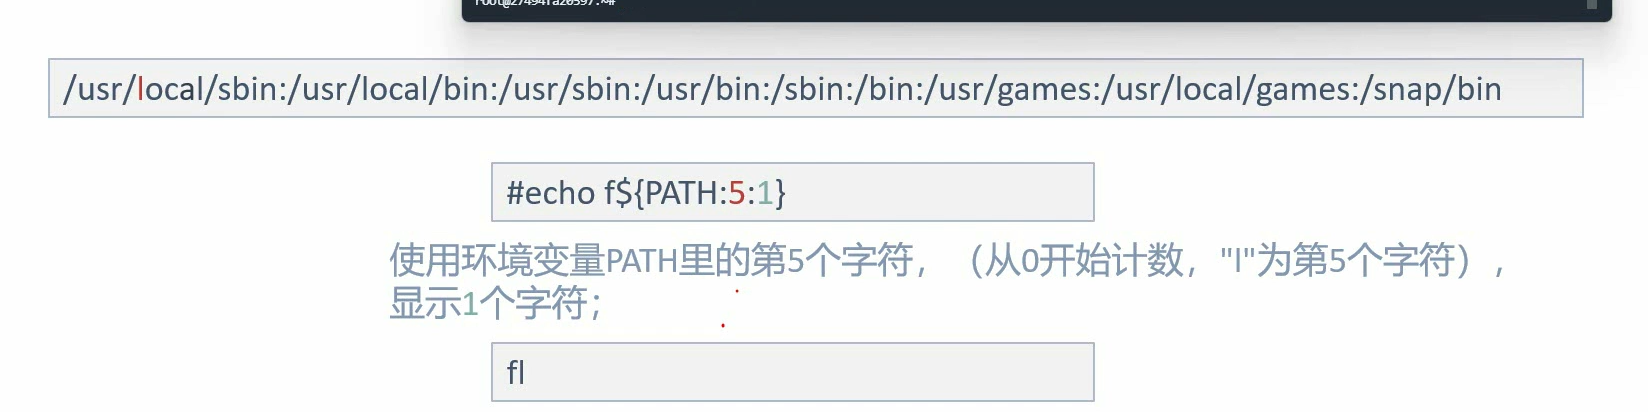 /usr/local/sbin:/usr/local/bin:/usr/sbin:/usr/bin:/sbin:/bin:/usr/games:/usr/local/games:/snap/bin
#echo f${PATH:5:1}
使用环境变量PATH里的第5个字符，（从0开始计数，"l"为第5个字符），
显示1个字符；
fl